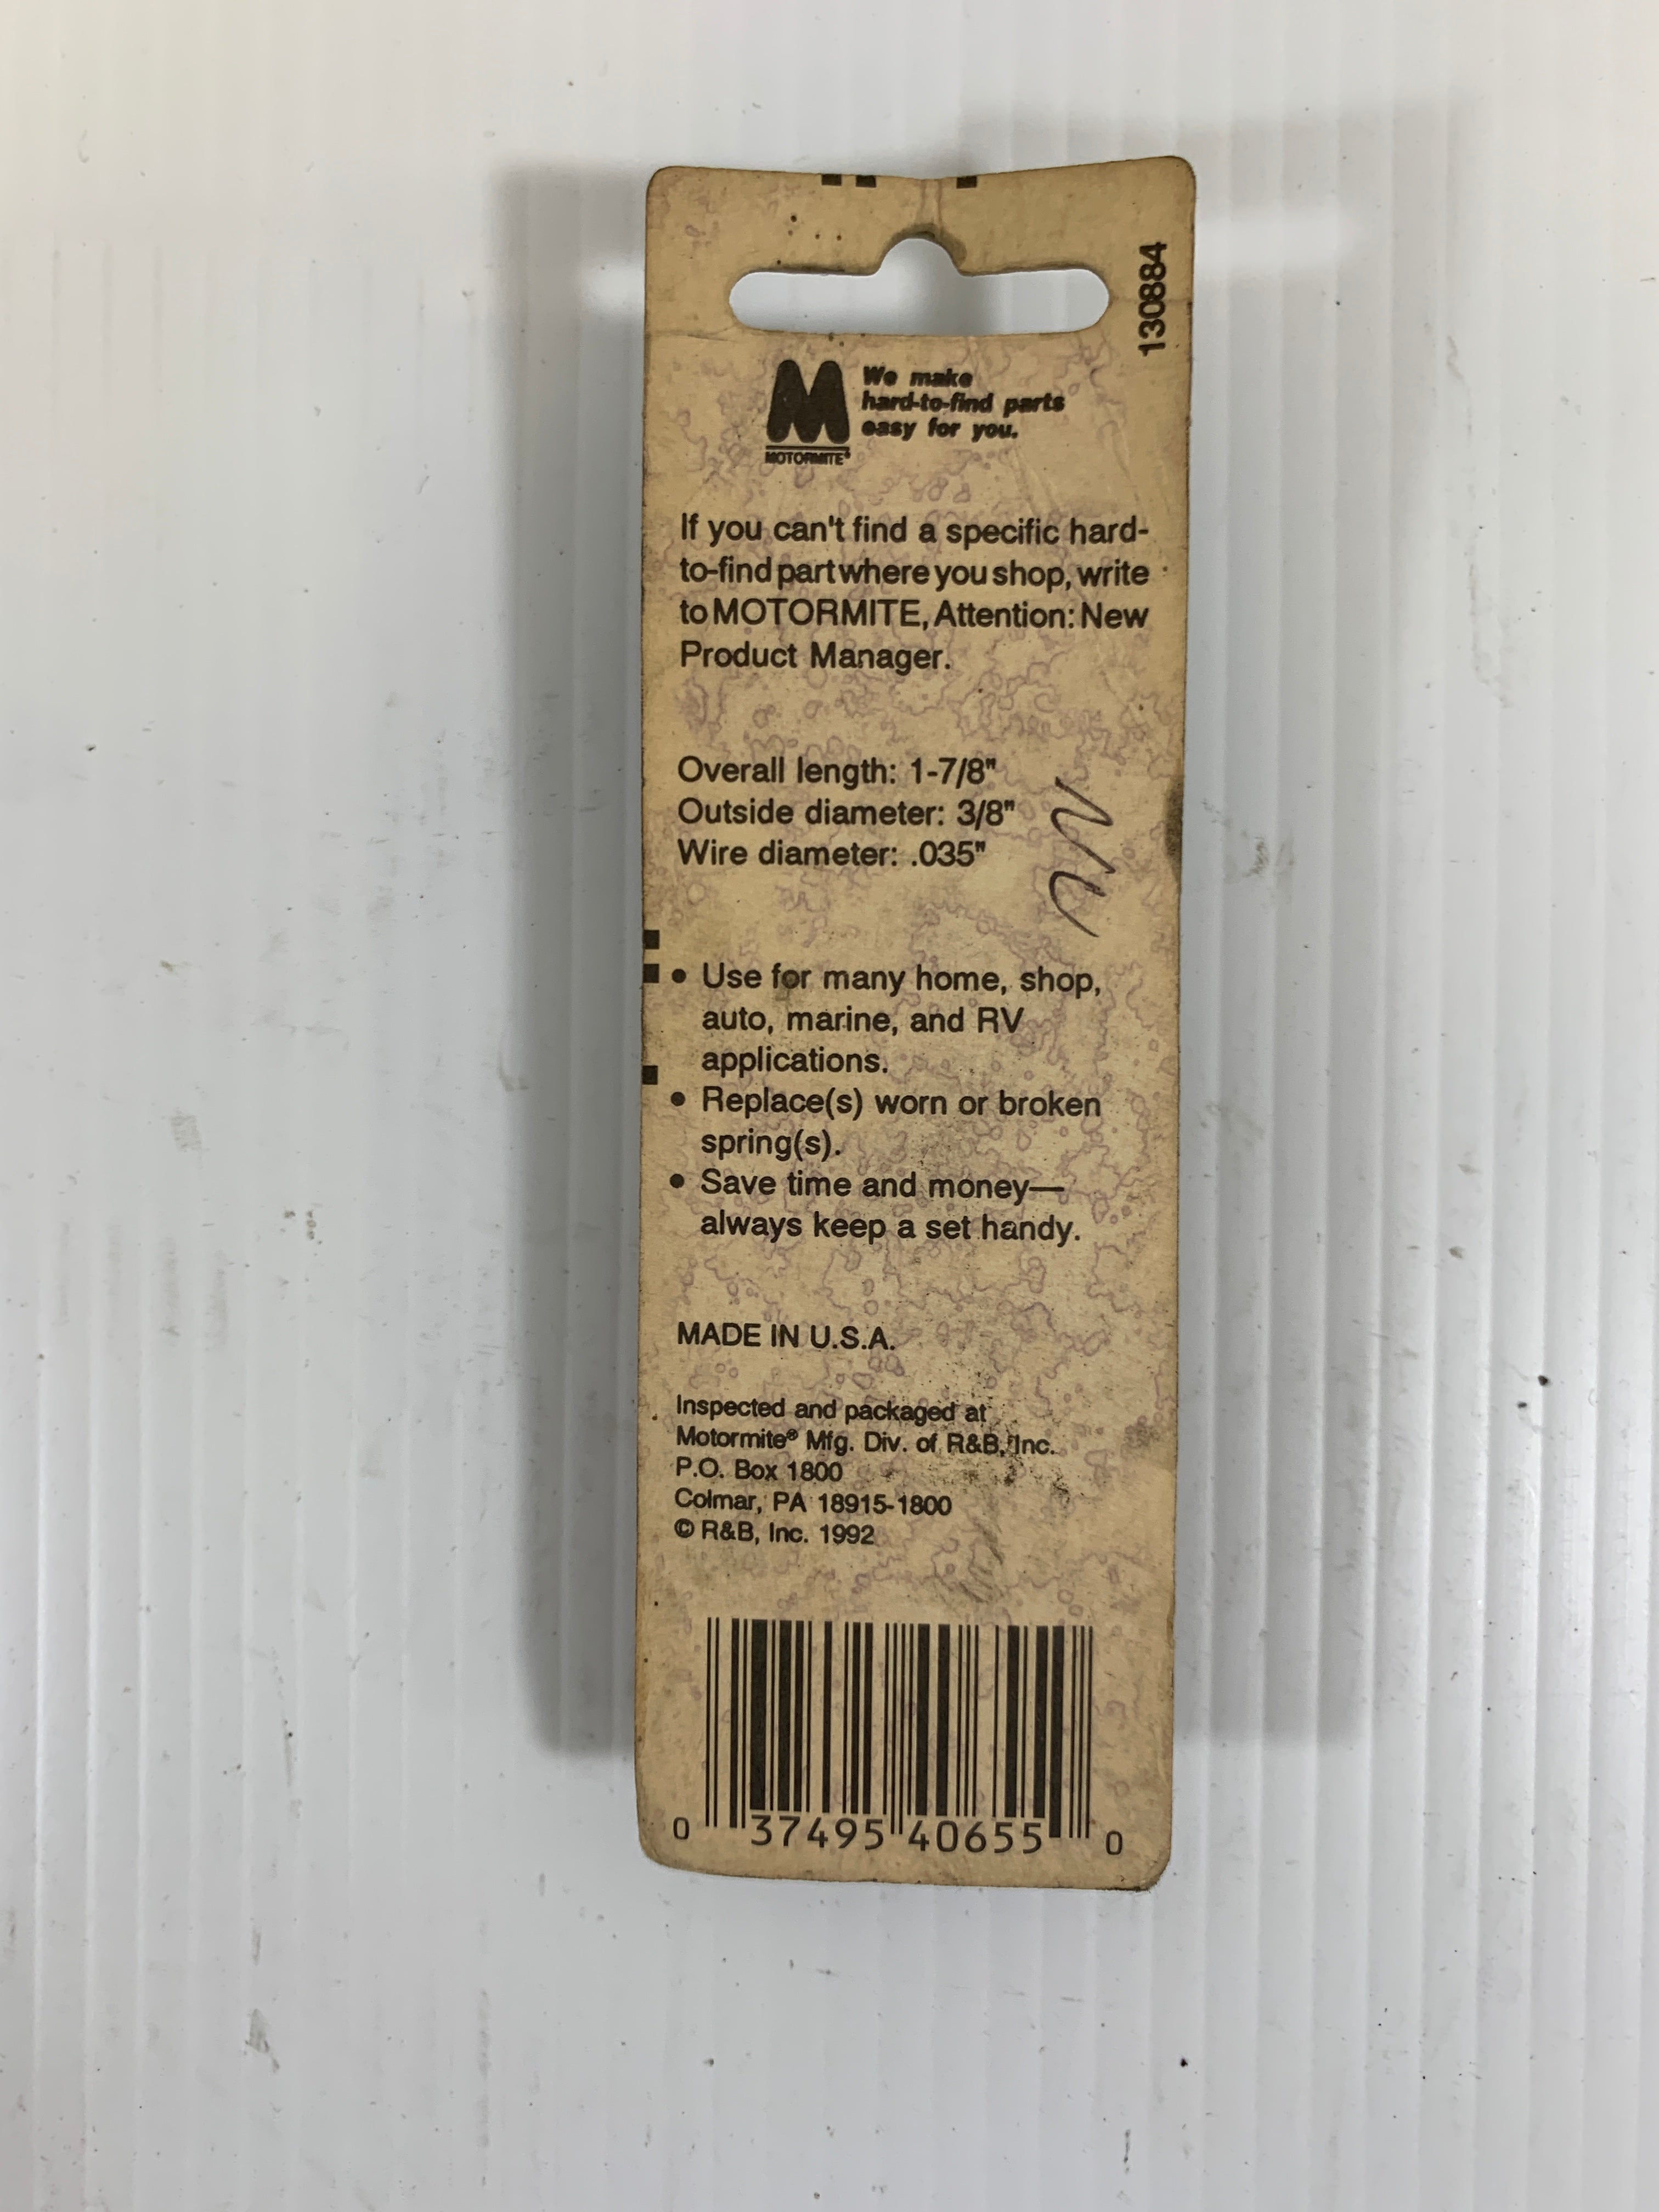 130884
We make
hard-to-find parts
easy for you.
MOTORMITE®
If you can't find a specific hard-
to-find part where you shop, write
to MOTORMITE, Attention: New
Product Manager.
Overall length: 1-7/8"
Outside diameter: 3/8"
Wire diameter: .035"
• Use for many home, shop,
auto, marine, and RV
applications.
• Replace(s) worn or broken
spring(s).
• Save time and money—
always keep a set handy.
MADE IN U.S.A.
Inspected and packaged at
Motormite® Mfg. Div. of R&B, Inc.
P.O. Box 1800
Colmar, PA 18915-1800
© R&B, Inc. 1992
0 37495 40655 0